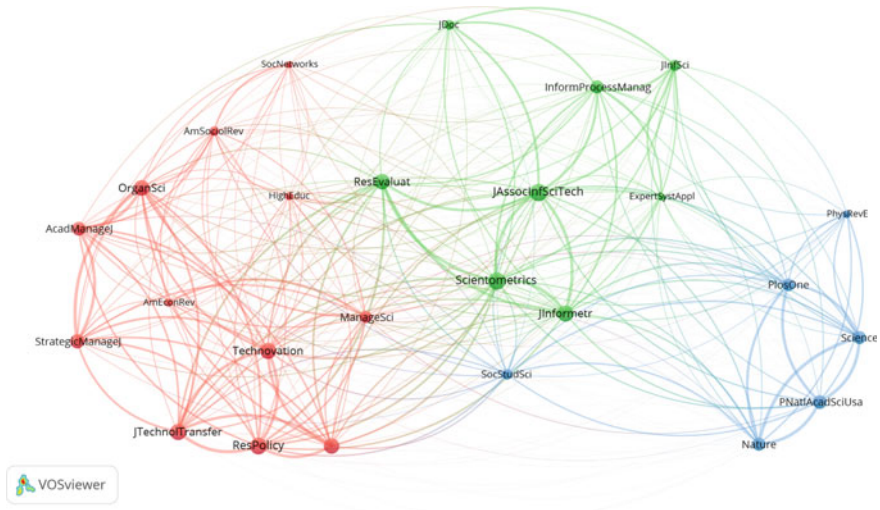 JDoc
SocNetworks
JInfSci
InformProcessManag
AmSociolRev
ResEvaluat
OrganSci
JAssocInfSciTech
HighEduc
ExpertSystAppl
PhysRevE
AcadManageJ
Scientometrics
PlosOne
AmEconRev
ManageSci
JInformetr
StrategicManageJ
Technovation
Science
SocStudSci
PNatlAcadSciUsa
JTechnolTransfer
ResPolicy
Nature
VOSviewer